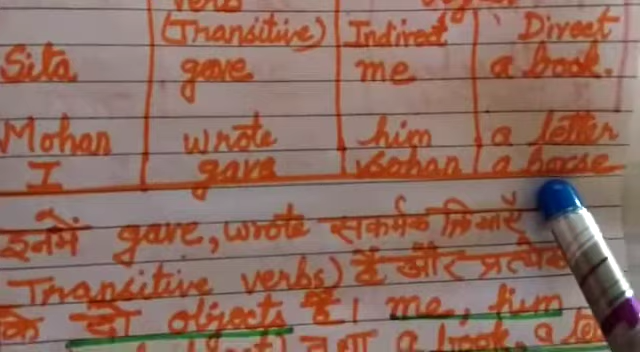 (Transitive) Indirect Direct
Sita gave me a book.
Mohan wrote him a letter
I gave Sohan a horse
इनमें gave, wrote सकर्मक क्रियाएँ
Transitive verbs) हैं और प्रत्येक
के दो objects हैं। me, him
तथा a book, a